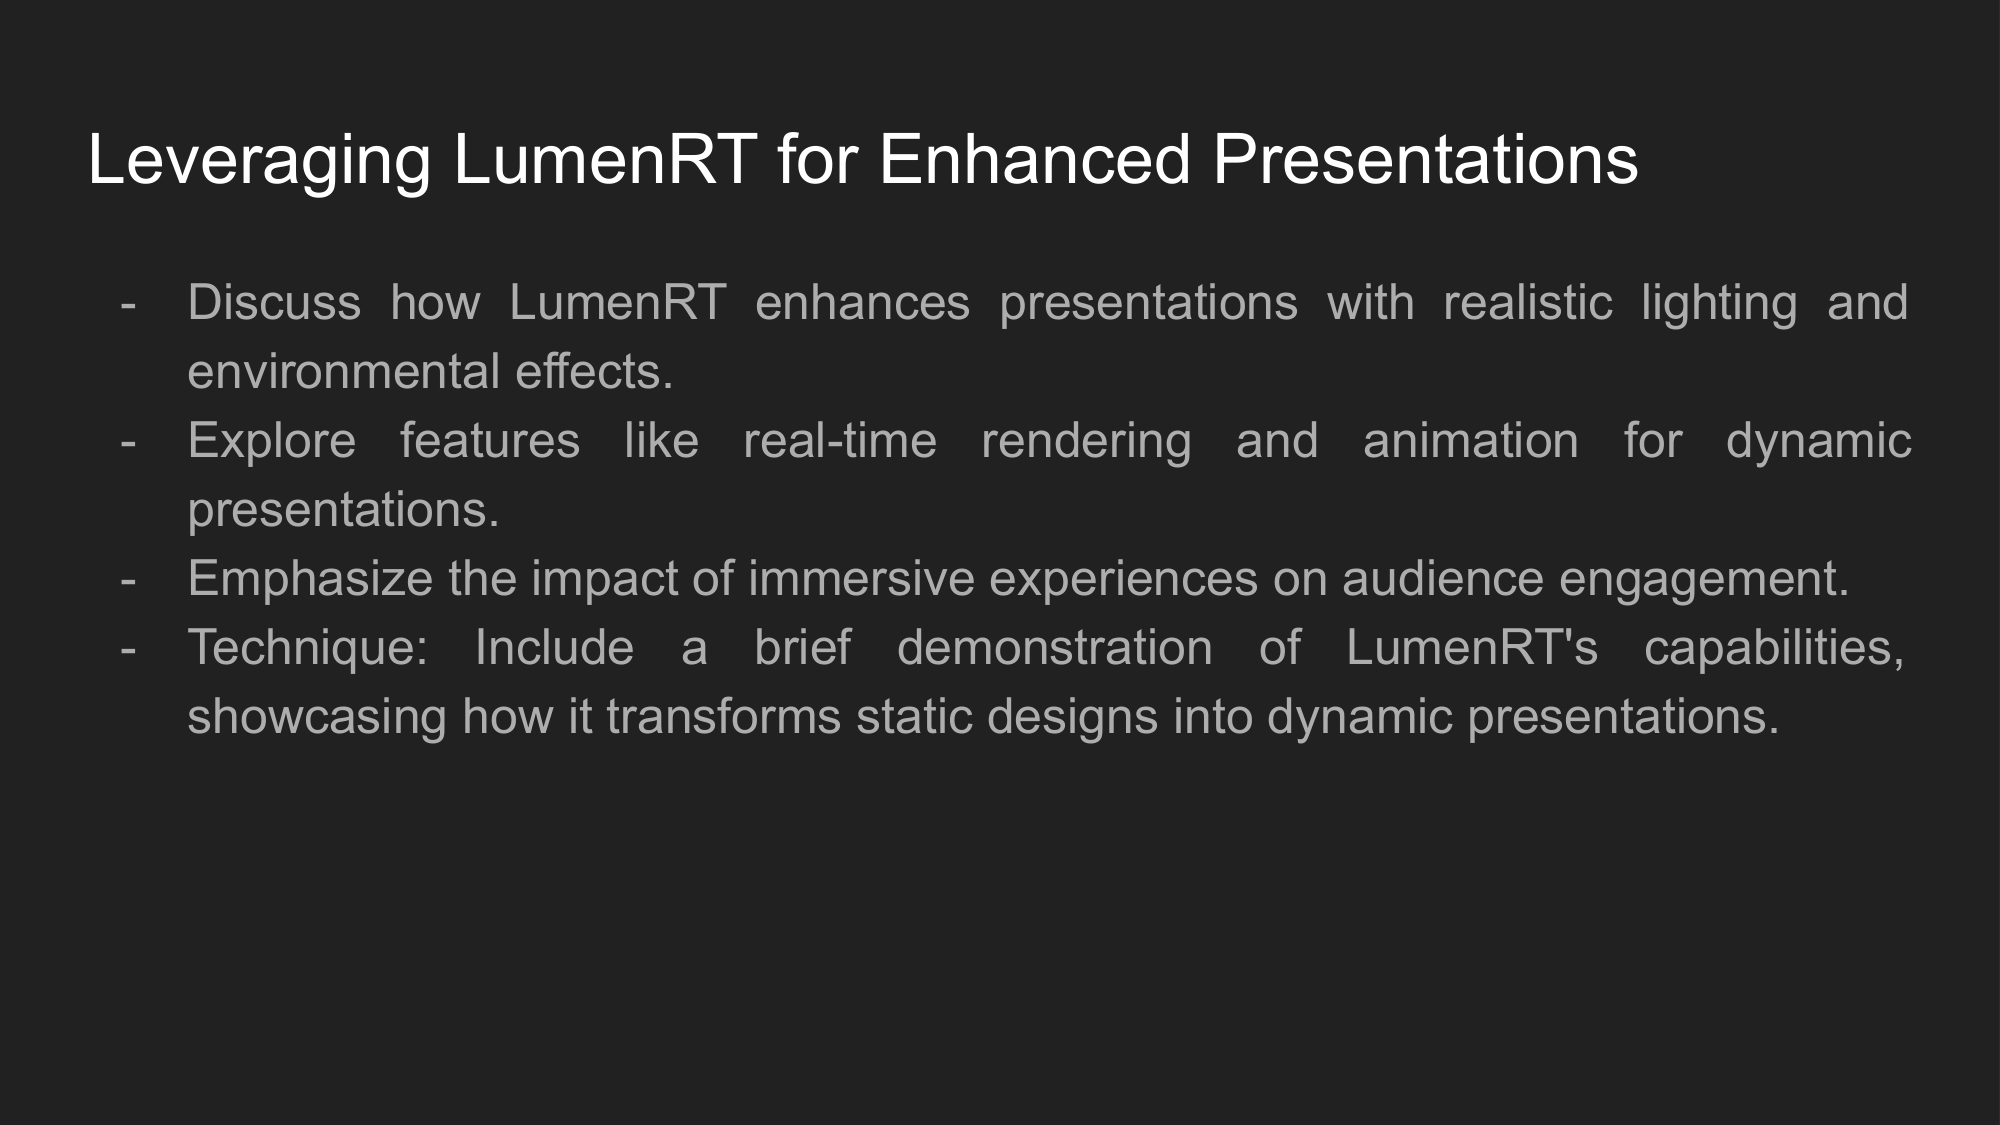 Leveraging LumenRT for Enhanced Presentations
- Discuss how LumenRT enhances presentations with realistic lighting and
environmental effects.
- Explore features like real-time rendering and animation for dynamic
presentations.
- Emphasize the impact of immersive experiences on audience engagement.
- Technique: Include a brief demonstration of LumenRT's capabilities,
showcasing how it transforms static designs into dynamic presentations.